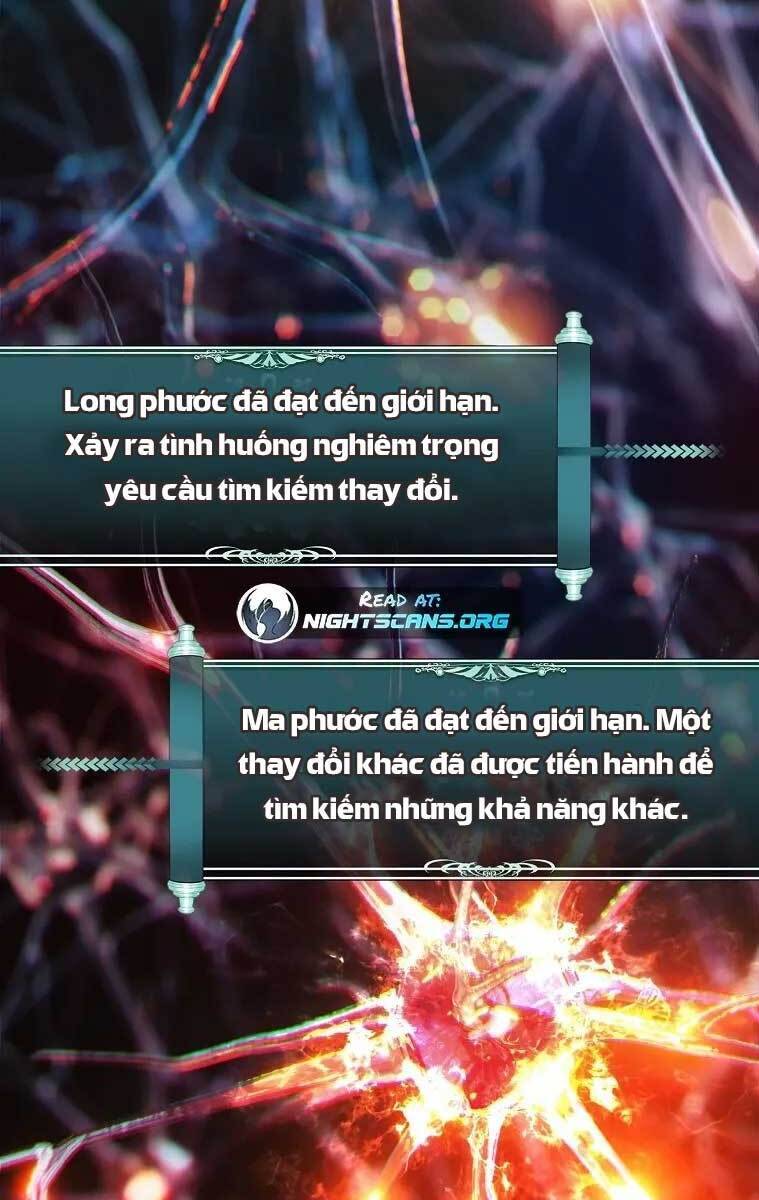 Long phước đã đạt đến giới hạn.
Xảy ra tình huống nghiêm trọng
yêu cầu tìm kiếm thay đổi.
READ AT:
NIGHTSCANS.ORG
Ma phước đã đạt đến giới hạn. Một
thay đổi khác đã được tiến hành để
tìm kiếm những khả năng khác.